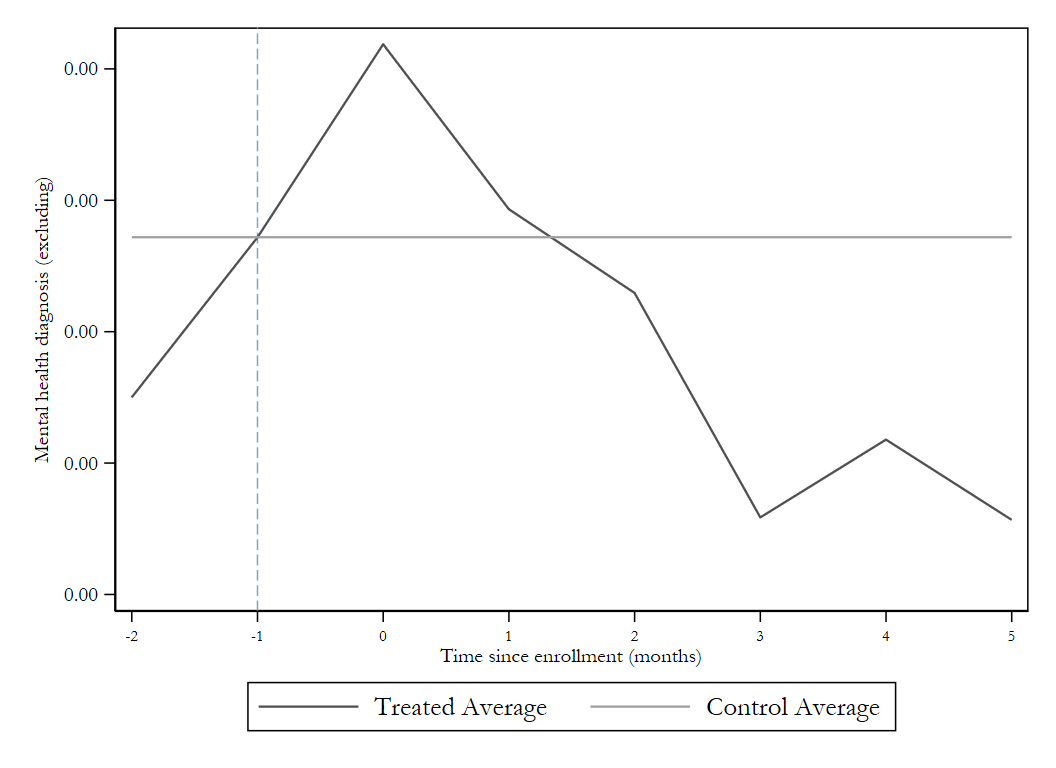 Mental health diagnosis (excluding)
0.00
0.00
0.00
0.00
0.00
-2 -1 0 1 2 3 4 5
Time since enrollment (months)
Treated Average Control Average